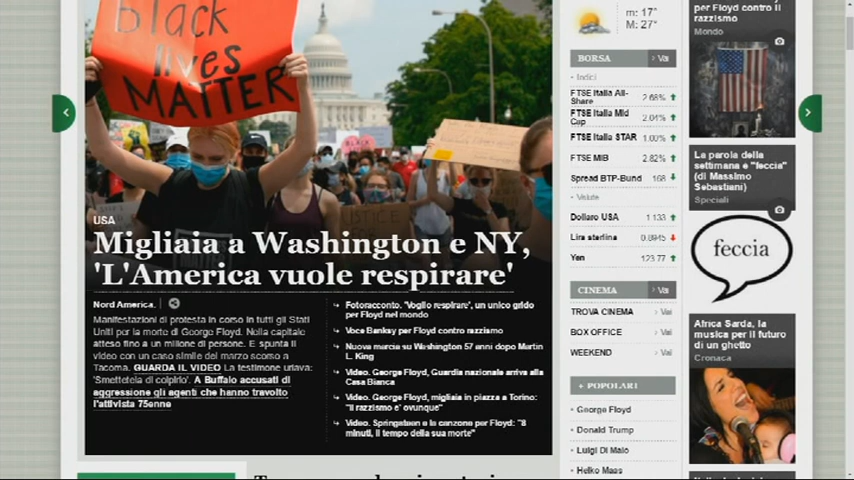 Black
lives
MATTER
USA
Migliaia a Washington e NY,
'L'America vuole respirare'
Nord America.
Manifestazioni di protesta in corso in tutti gli Stati
Uniti per la morte di George Floyd. Nella capitale
atteso fino a un milione di persone. E spunta il
video con un caso simile del marzo scorso a
Tacoma. GUARDA IL VIDEO La testimone urlava:
'Smettetela di colpirlo'. A Buffalo accusati di
aggressione gli agenti che hanno travolto
l'attivista 75enne
Fotoracconto. "Voglio respirare", un unico grido
per Floyd nel mondo
Voce Banksy per Floyd contro razzismo
Nuova marcia su Washington 57 anni dopo Martin
L. King
Video. George Floyd, Guardia nazionale arriva alla
Casa Bianca
Video. George Floyd, migliaia in piazza a Torino:
"Il razzismo e' ovunque"
Video. Springsteen e la canzone per Floyd: "8
minuti, il tempo della sua morte"
m: 17°
M: 27°
BORSA › Vai
Indici
FTSE Italia All-
Share 2.68%
FTSE Italia Mid
Cap 2.04%
FTSE Italia STAR 1.00%
FTSE MIB 2.82%
Spread BTP-Bund 168
Valute
Dollaro USA 1.133
Lira sterlina 0.8945
Yen 123.77
CINEMA › Vai
TROVA CINEMA › Vai
BOX OFFICE › Vai
WEEKEND › Vai
+ POPOLARI
George Floyd
Donald Trump
Luigi Di Maio
Heiko Maas
per Floyd contro il
razzismo
Mondo
La parola della
settimana è "feccia"
(di Massimo
Sebastiani)
Speciali
feccia
Africa Sarda, la
musica per il futuro
di un ghetto
Cronaca